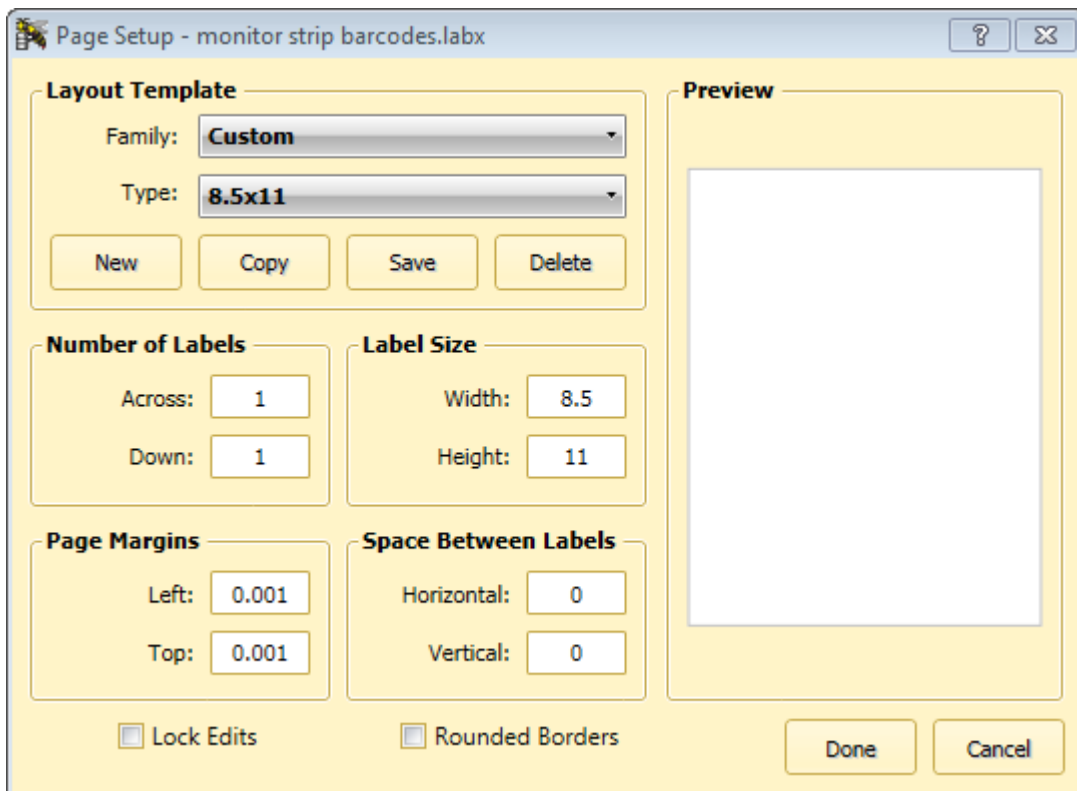 Page Setup - monitor strip barcodes.labx
Layout Template
Family: Custom
Type: 8.5x11
New Copy Save Delete
Number of Labels
Across: 1
Down: 1
Label Size
Width: 8.5
Height: 11
Page Margins
Left: 0.001
Top: 0.001
Space Between Labels
Horizontal: 0
Vertical: 0
Lock Edits
Rounded Borders
Preview
Done Cancel